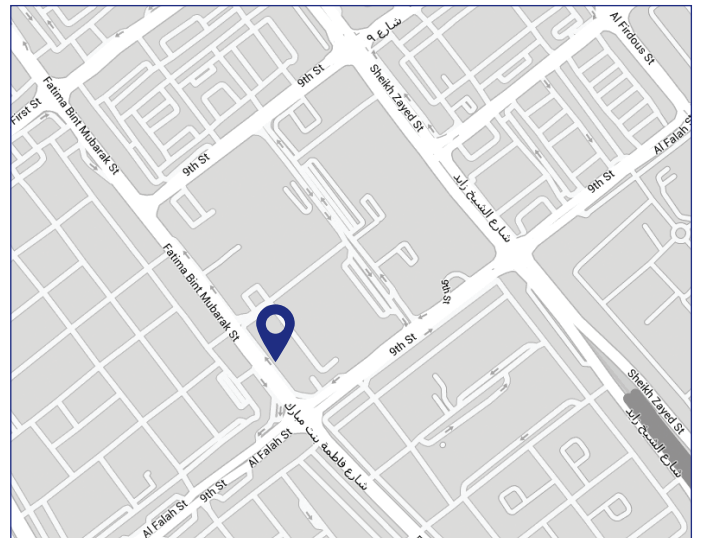 Al Firdous St
شارع ٩
9th St
Sheikh Zayed St
First St
Fatima Bint Mubarak St
Al Falah St
9th St
9th St
شارع الشيخ زايد
Fatima Bint Mubarak St
9th St
9th St
Sheikh Zayed St
شارع فاطمة بنت مبارك
شارع الشيخ زايد
Al Falah St
9th St
Al Falah St